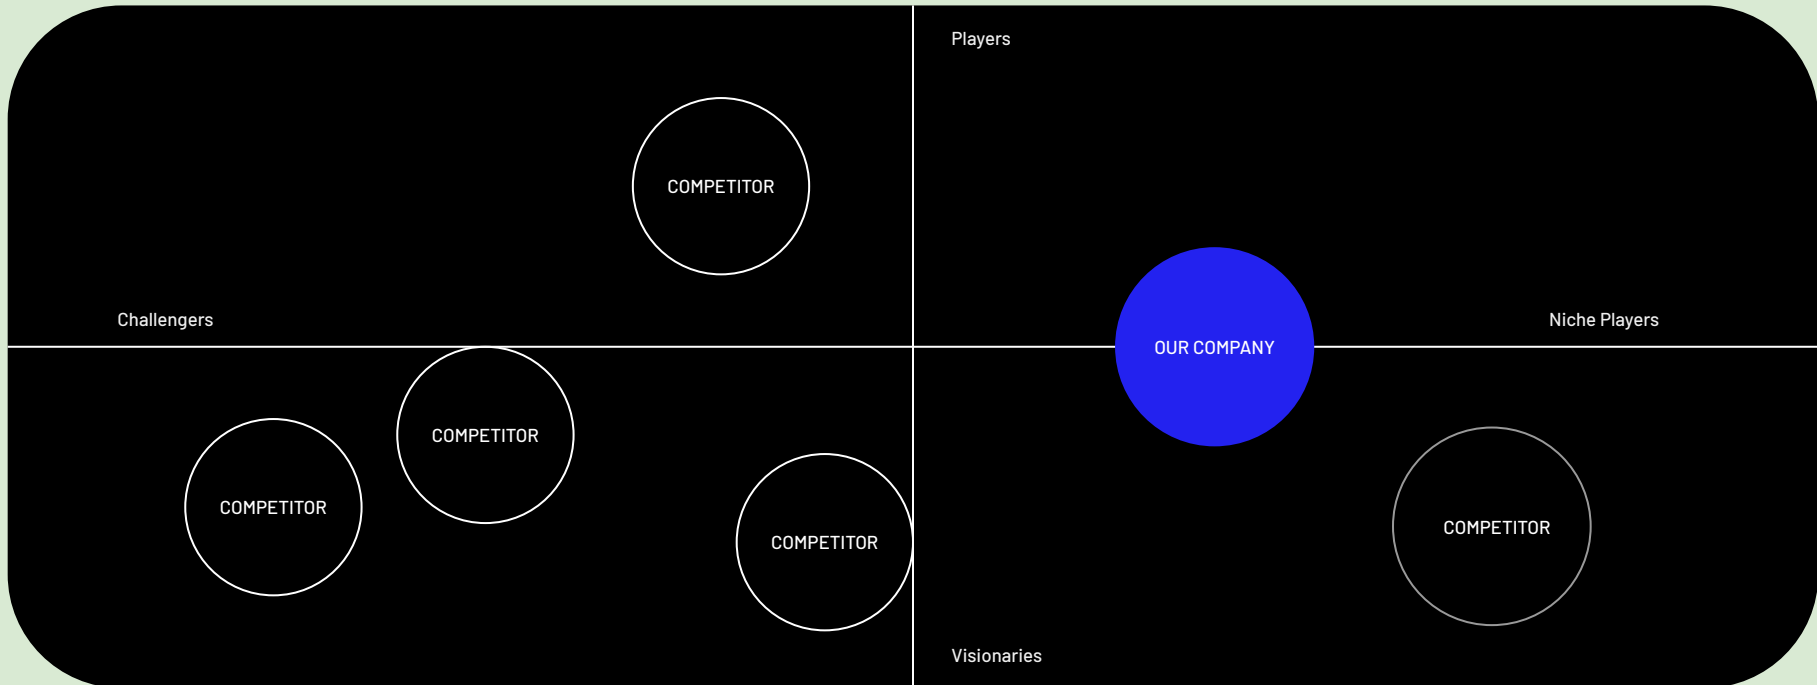 Players
COMPETITOR
Challengers
Niche Players
OUR COMPANY
COMPETITOR
COMPETITOR
COMPETITOR
COMPETITOR
Visionaries